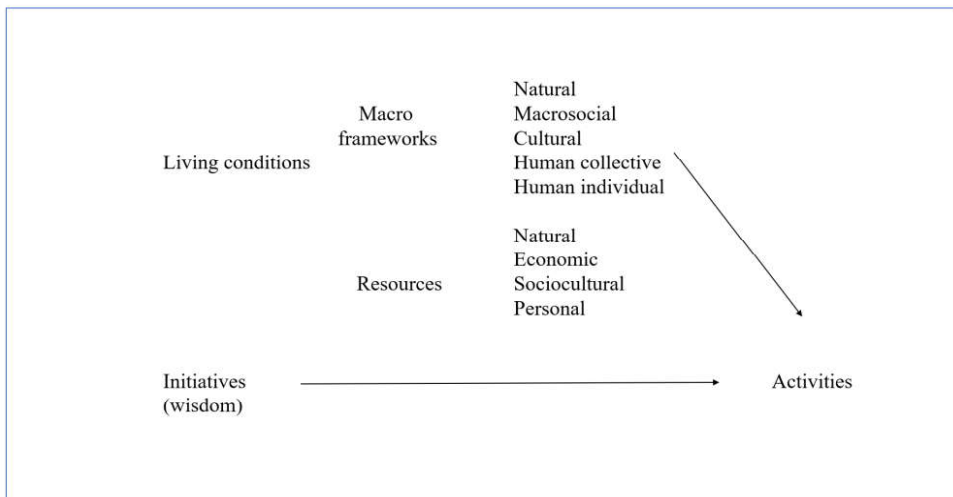 Natural
Macro
Macrosocial
frameworks
Cultural
Living conditions
Human collective
Human individual
Natural
Economic
Resources
Sociocultural
Personal
Initiatives
(wisdom)
Activities